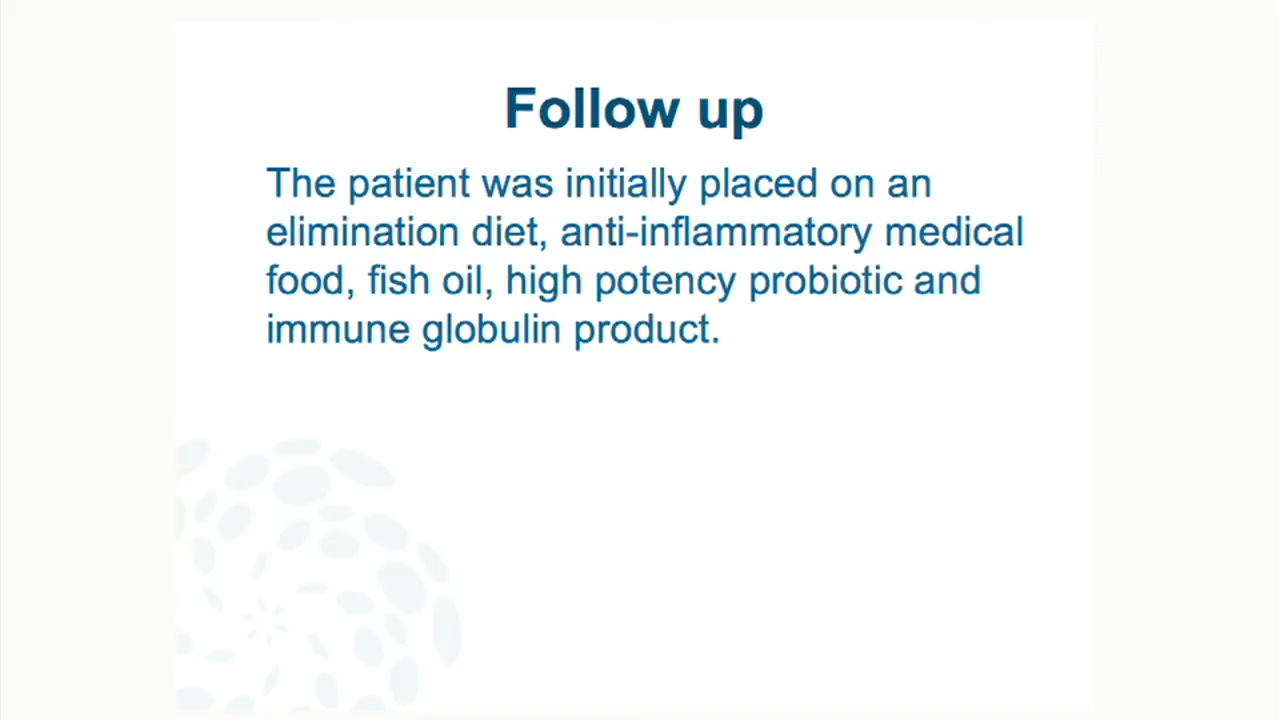 Follow up
The patient was initially placed on an
elimination diet, anti-inflammatory medical
food, fish oil, high potency probiotic and
immune globulin product.